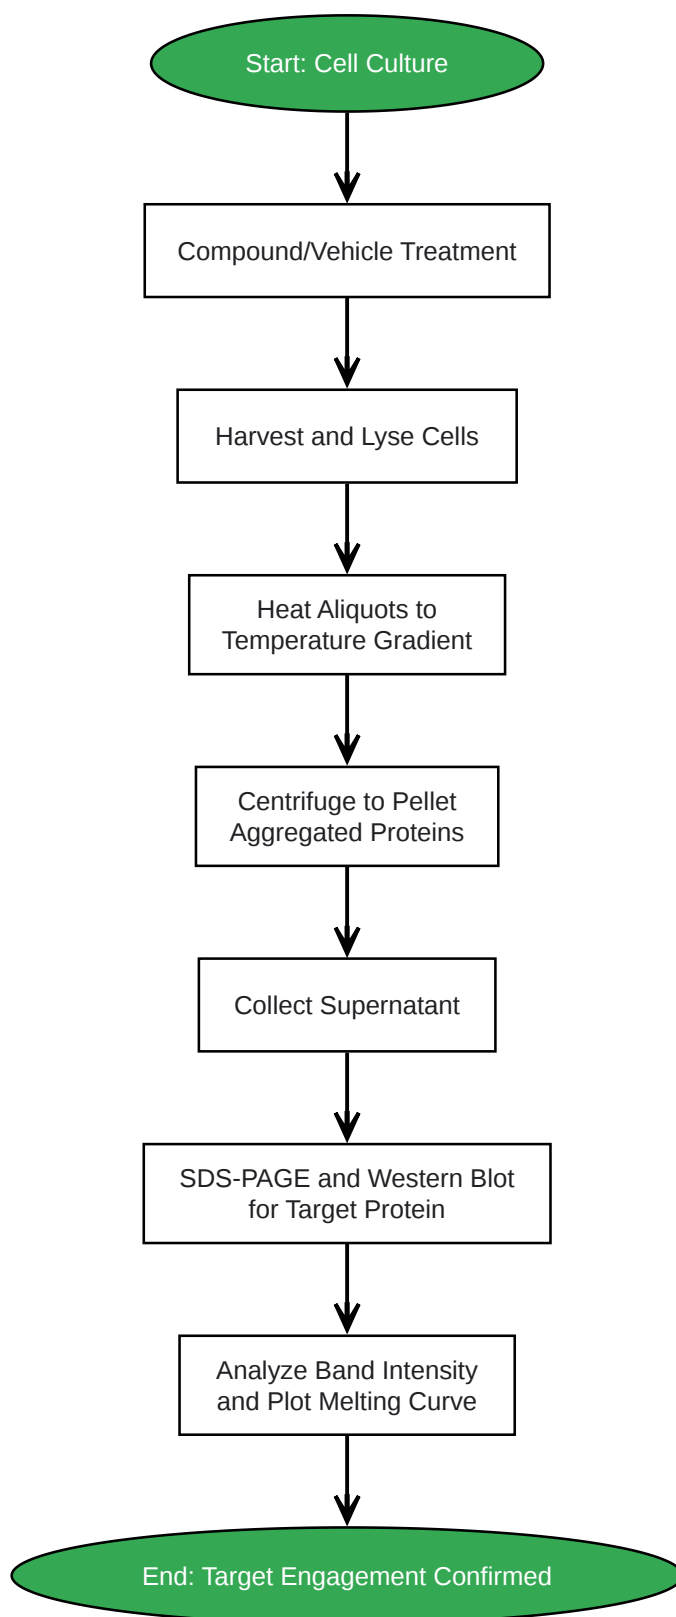 Start: Cell Culture
Compound/Vehicle Treatment
Harvest and Lyse Cells
Heat Aliquots to
Temperature Gradient
Centrifuge to Pellet
Aggregated Proteins
Collect Supernatant
SDS-PAGE and Western Blot
for Target Protein
Analyze Band Intensity
and Plot Melting Curve
End: Target Engagement Confirmed